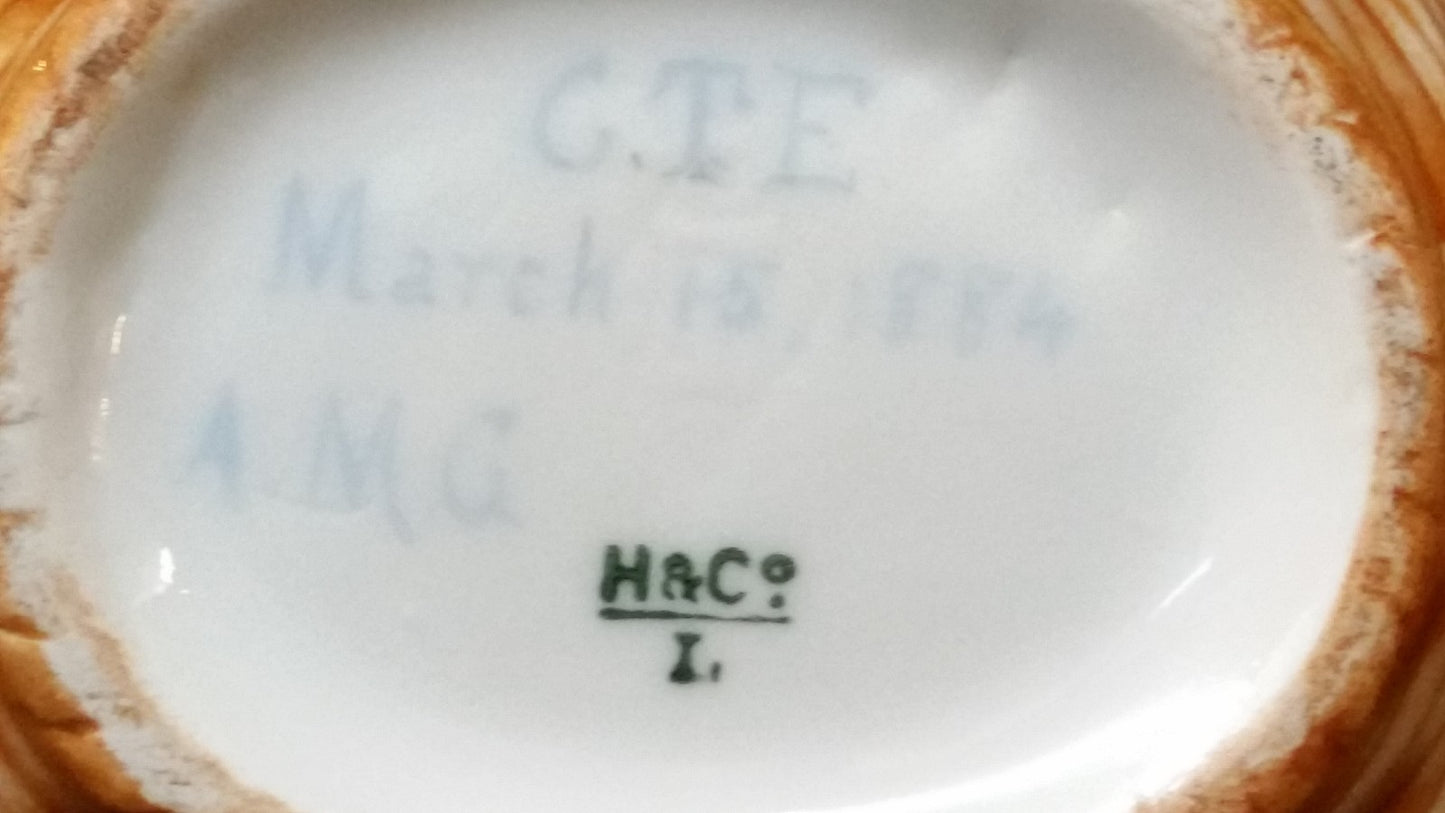 C.T.E
March 15, 1884
A.M.G
H&Cº.
I.